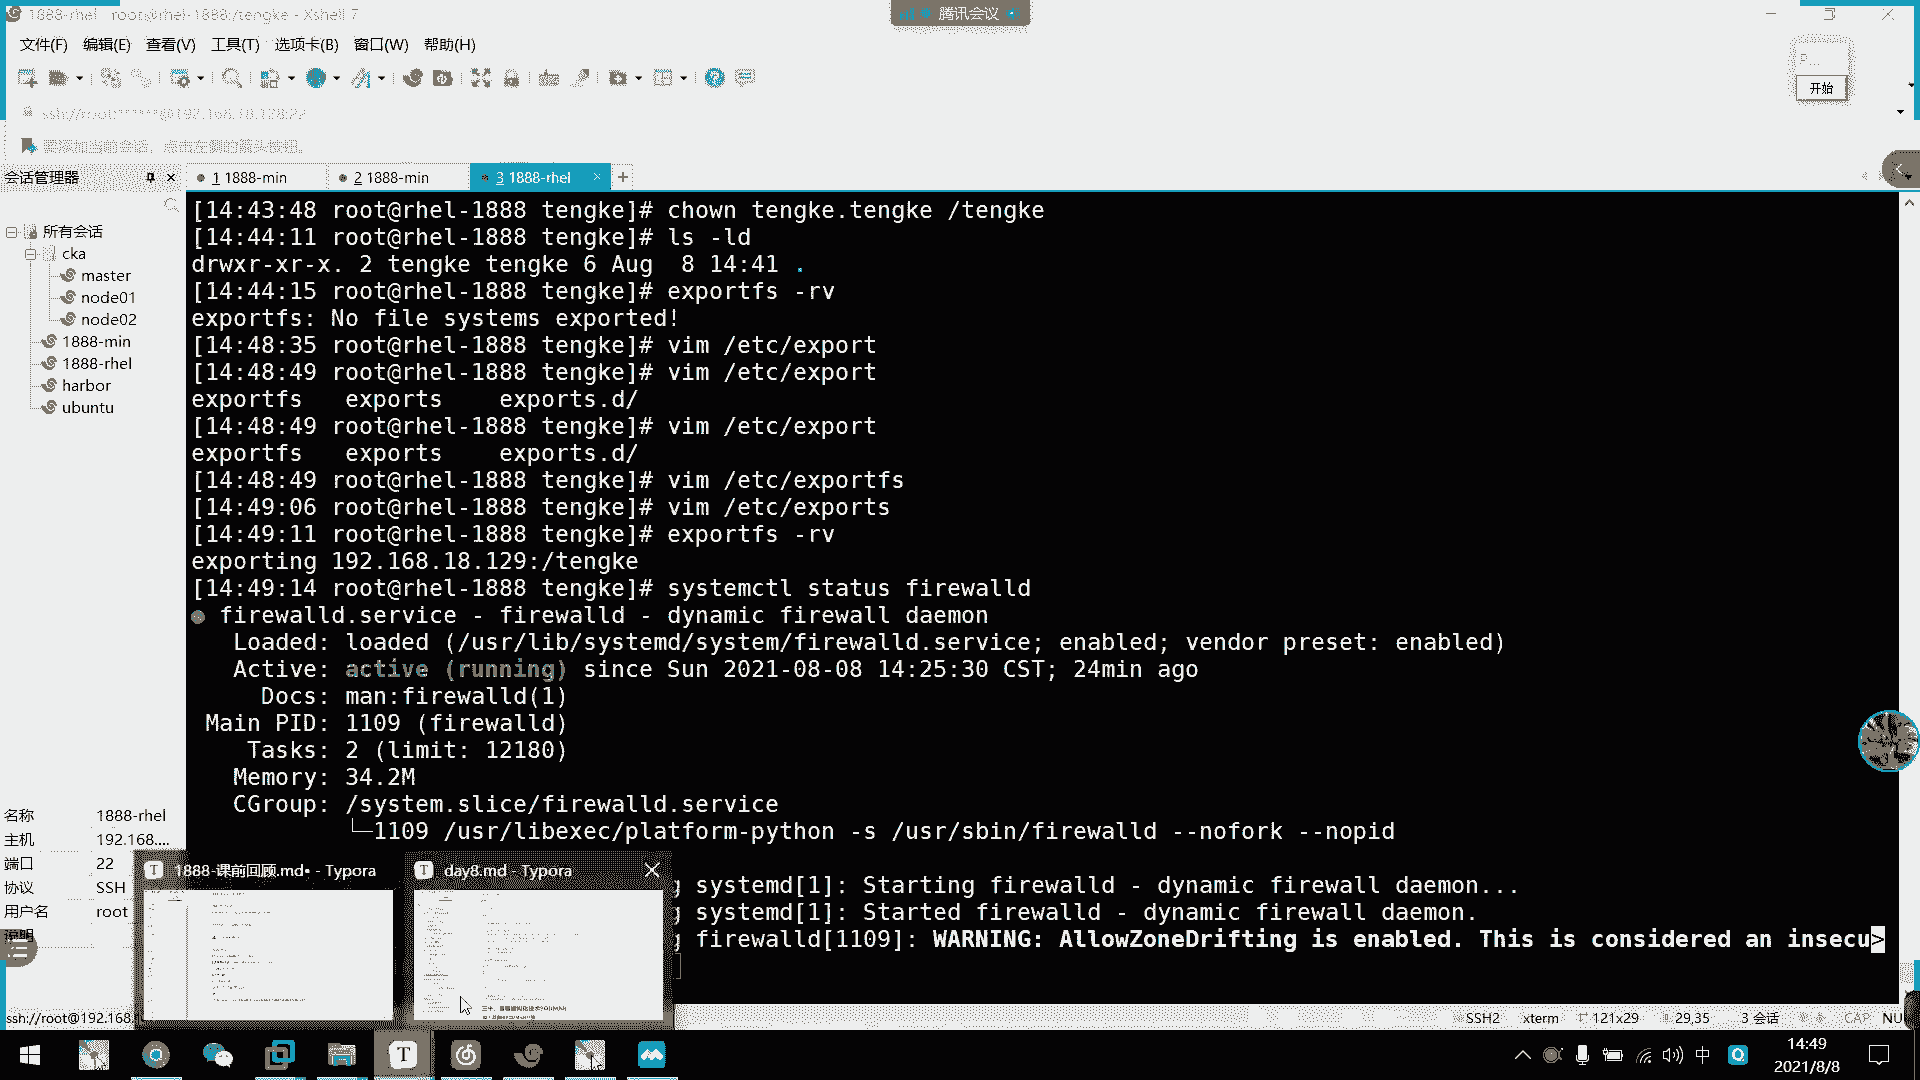 1888-rhel - root@rhel-1888:/tengke - Xshell 7
腾讯会议
文件(F) 编辑(E) 查看(V) 工具(T) 选项卡(B) 窗口(W) 帮助(H)
P...
开始
ssh://root:******@192.168.18.128:22
要添加当前会话，点击左侧的箭头按钮。
会话管理器
1 1888-min
2 1888-min
3 1888-rhel
所有会话
cka
master
node01
node02
1888-min
1888-rhel
harbor
ubuntu
[14:43:48 root@rhel-1888 tengke]# chown tengke.tengke /tengke
[14:44:11 root@rhel-1888 tengke]# ls -ld
drwxr-xr-x. 2 tengke tengke 6 Aug  8 14:41 .
[14:44:15 root@rhel-1888 tengke]# exportfs -rv
exportfs: No file systems exported!
[14:48:35 root@rhel-1888 tengke]# vim /etc/export
[14:48:49 root@rhel-1888 tengke]# vim /etc/export
exportfs   exports    exports.d/
[14:48:49 root@rhel-1888 tengke]# vim /etc/export
exportfs   exports    exports.d/
[14:48:49 root@rhel-1888 tengke]# vim /etc/exportfs
[14:49:06 root@rhel-1888 tengke]# vim /etc/exports
[14:49:11 root@rhel-1888 tengke]# exportfs -rv
exporting 192.168.18.129:/tengke
[14:49:14 root@rhel-1888 tengke]# systemctl status firewalld
● firewalld.service - firewalld - dynamic firewall daemon
Loaded: loaded (/usr/lib/systemd/system/firewalld.service; enabled; vendor preset: enabled)
Active: active (running) since Sun 2021-08-08 14:25:30 CST; 24min ago
Docs: man:firewalld(1)
Main PID: 1109 (firewalld)
Tasks: 2 (limit: 12180)
Memory: 34.2M
CGroup: /system.slice/firewalld.service
└─1109 /usr/libexec/platform-python -s /usr/sbin/firewalld --nofork --nopid
systemd[1]: Starting firewalld - dynamic firewall daemon...
systemd[1]: Started firewalld - dynamic firewall daemon.
firewalld[1109]: WARNING: AllowZoneDrifting is enabled. This is considered an insecu>
名称 1888-rhel
主机 192.168....
端口 22
协议 SSH
用户名 root
说明
1888-课前回顾.md• - Typora
day8.md - Typora
ssh://root@192.168.
SSH2 xterm 121x29 29,35 3 会话 CAP NU
中
14:49
2021/8/8